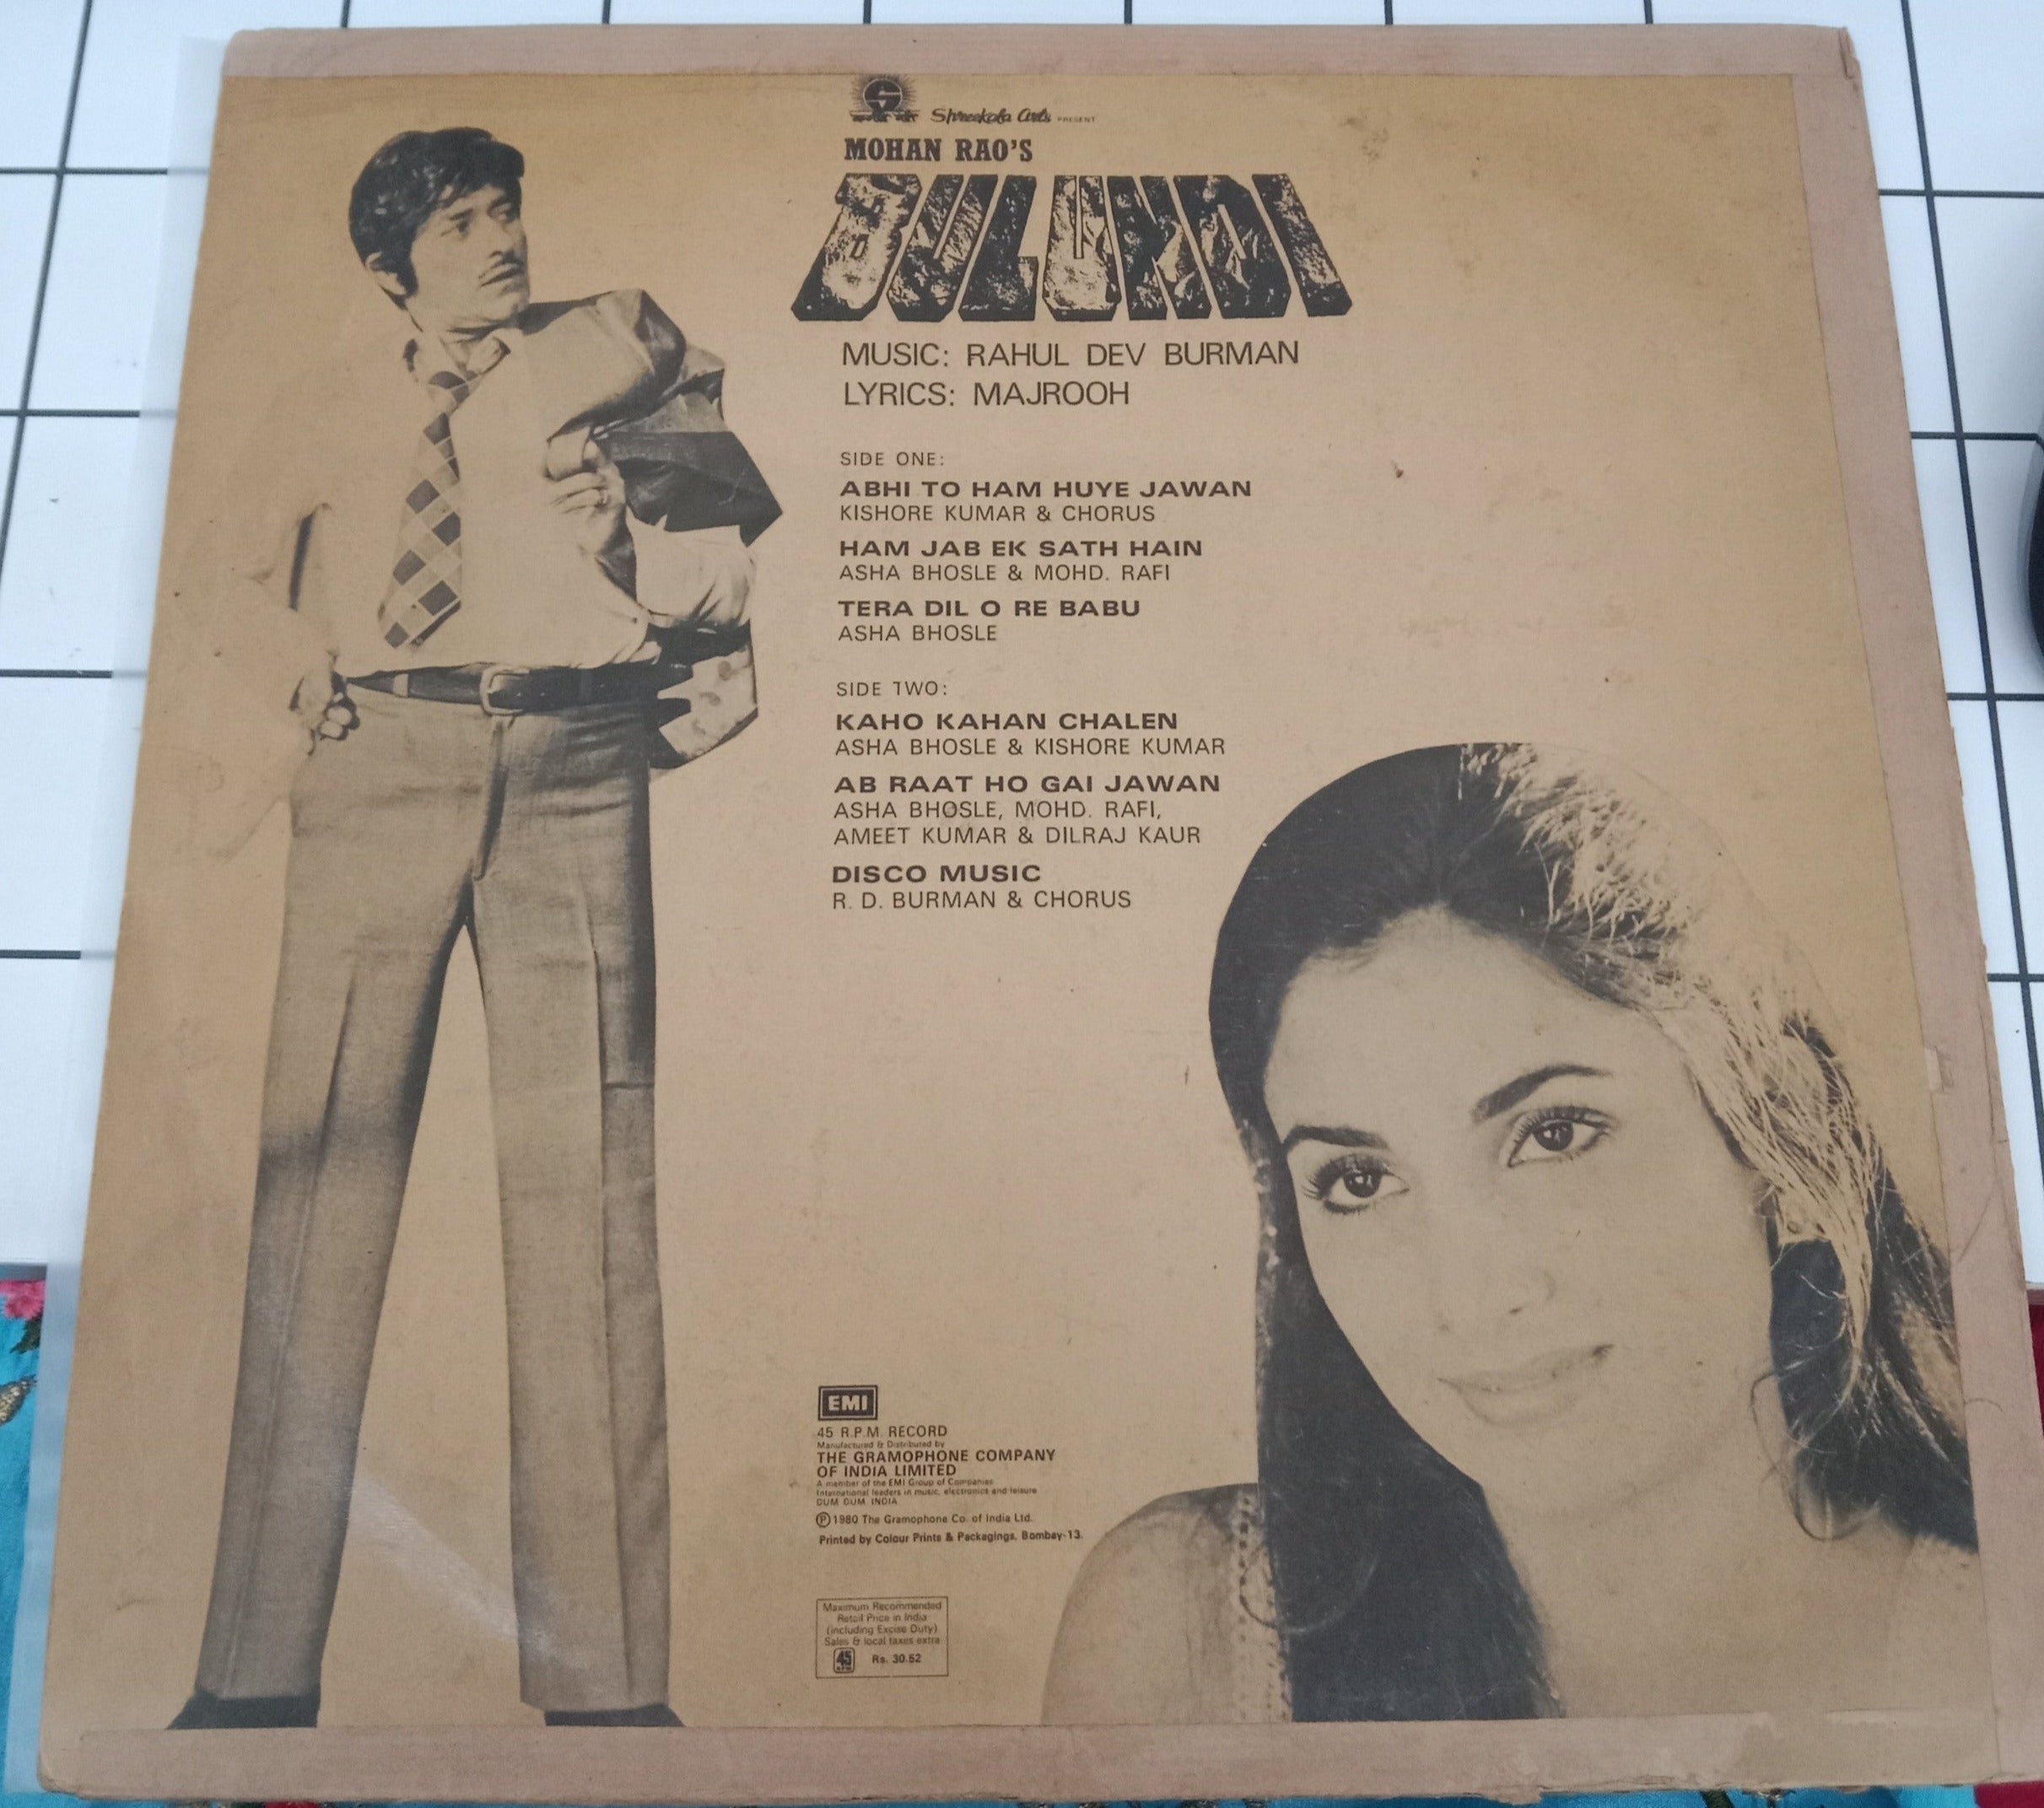 Shreekala Arts PRESENT
MOHAN RAO'S
BULUNDI
MUSIC: RAHUL DEV BURMAN
LYRICS: MAJROOH
SIDE ONE:
ABHI TO HAM HUYE JAWAN
KISHORE KUMAR & CHORUS
HAM JAB EK SATH HAIN
ASHA BHOSLE & MOHD. RAFI
TERA DIL O RE BABU
ASHA BHOSLE
SIDE TWO:
KAHO KAHAN CHALEN
ASHA BHOSLE & KISHORE KUMAR
AB RAAT HO GAI JAWAN
ASHA BHOSLE, MOHD. RAFI,
AMEET KUMAR & DILRAJ KAUR
DISCO MUSIC
R. D. BURMAN & CHORUS
EMI
45 R.P.M. RECORD
Manufactured & Distributed by
THE GRAMOPHONE COMPANY
OF INDIA LIMITED
A member of the EMI Group of Companies
International leaders in music, electronics and leisure
DUM DUM, INDIA
Ⓟ 1980 The Gramophone Co. of India Ltd.
Printed by Colour Prints & Packagings, Bombay-13.
Maximum Recommended
Retail Price in India
(including Excise Duty)
Sales & local taxes extra
45 RPM Rs. 30.52